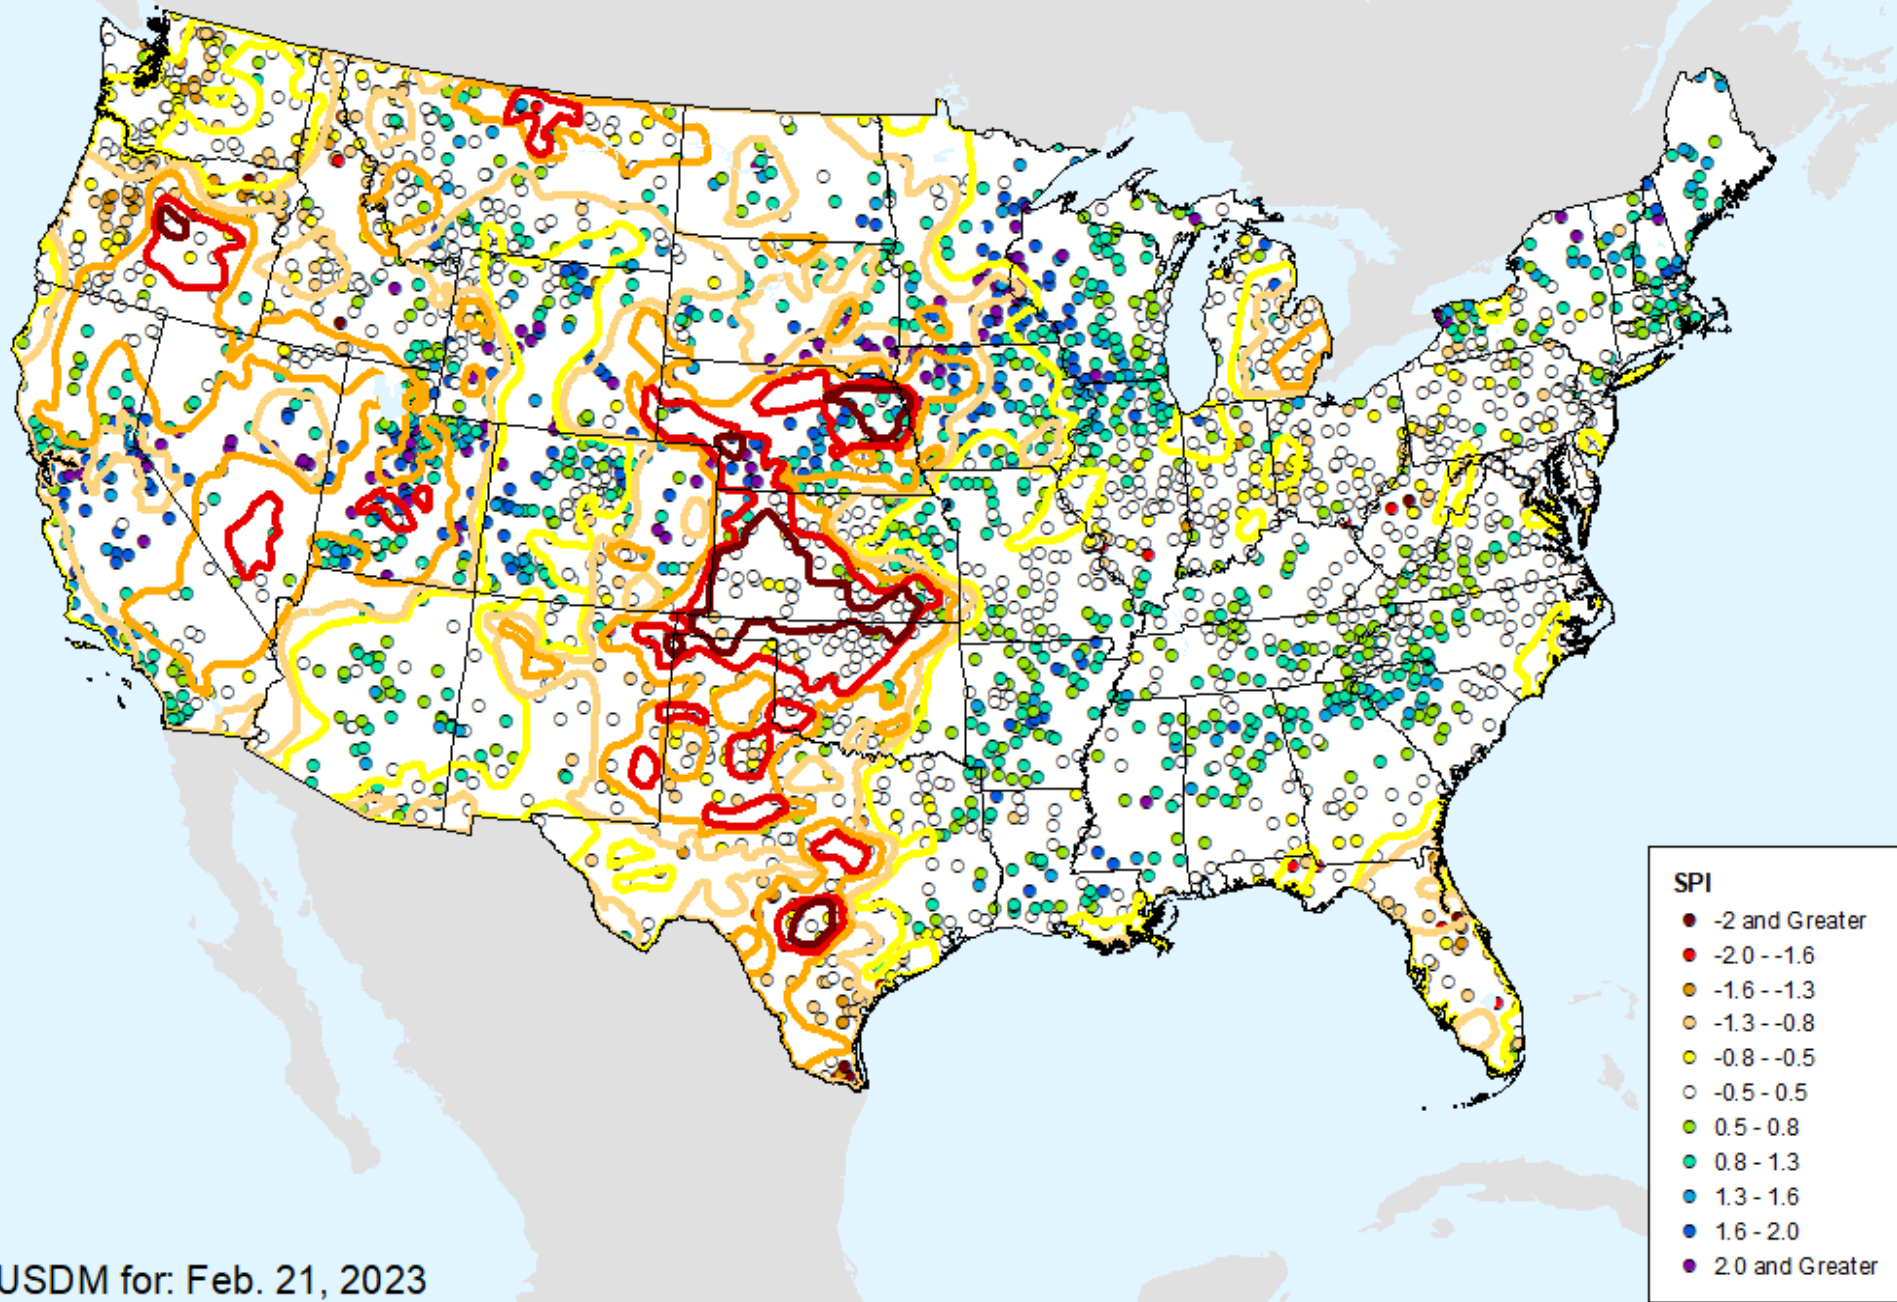 SPI
-2 and Greater
-2.0 - -1.6
-1.6 - -1.3
-1.3 - -0.8
-0.8 - -0.5
-0.5 - 0.5
0.5 - 0.8
0.8 - 1.3
1.3 - 1.6
1.6 - 2.0
2.0 and Greater
USDM for: Feb. 21, 2023